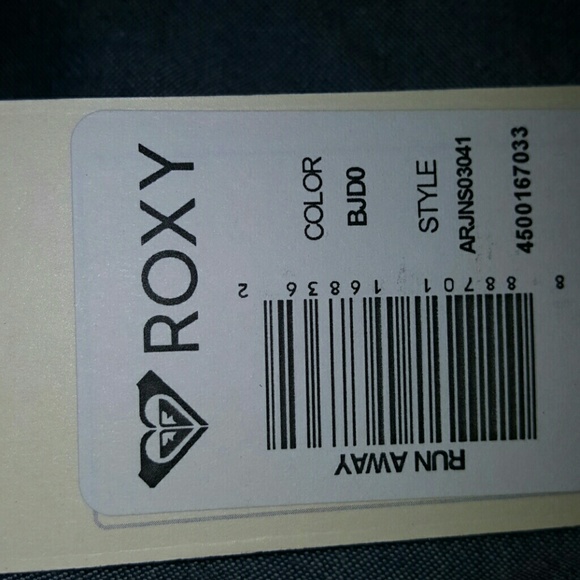 ROXY
COLOR
BJD0
STYLE
ARJNS03041
4500167033
8 88701 16836 2
RUN AWAY